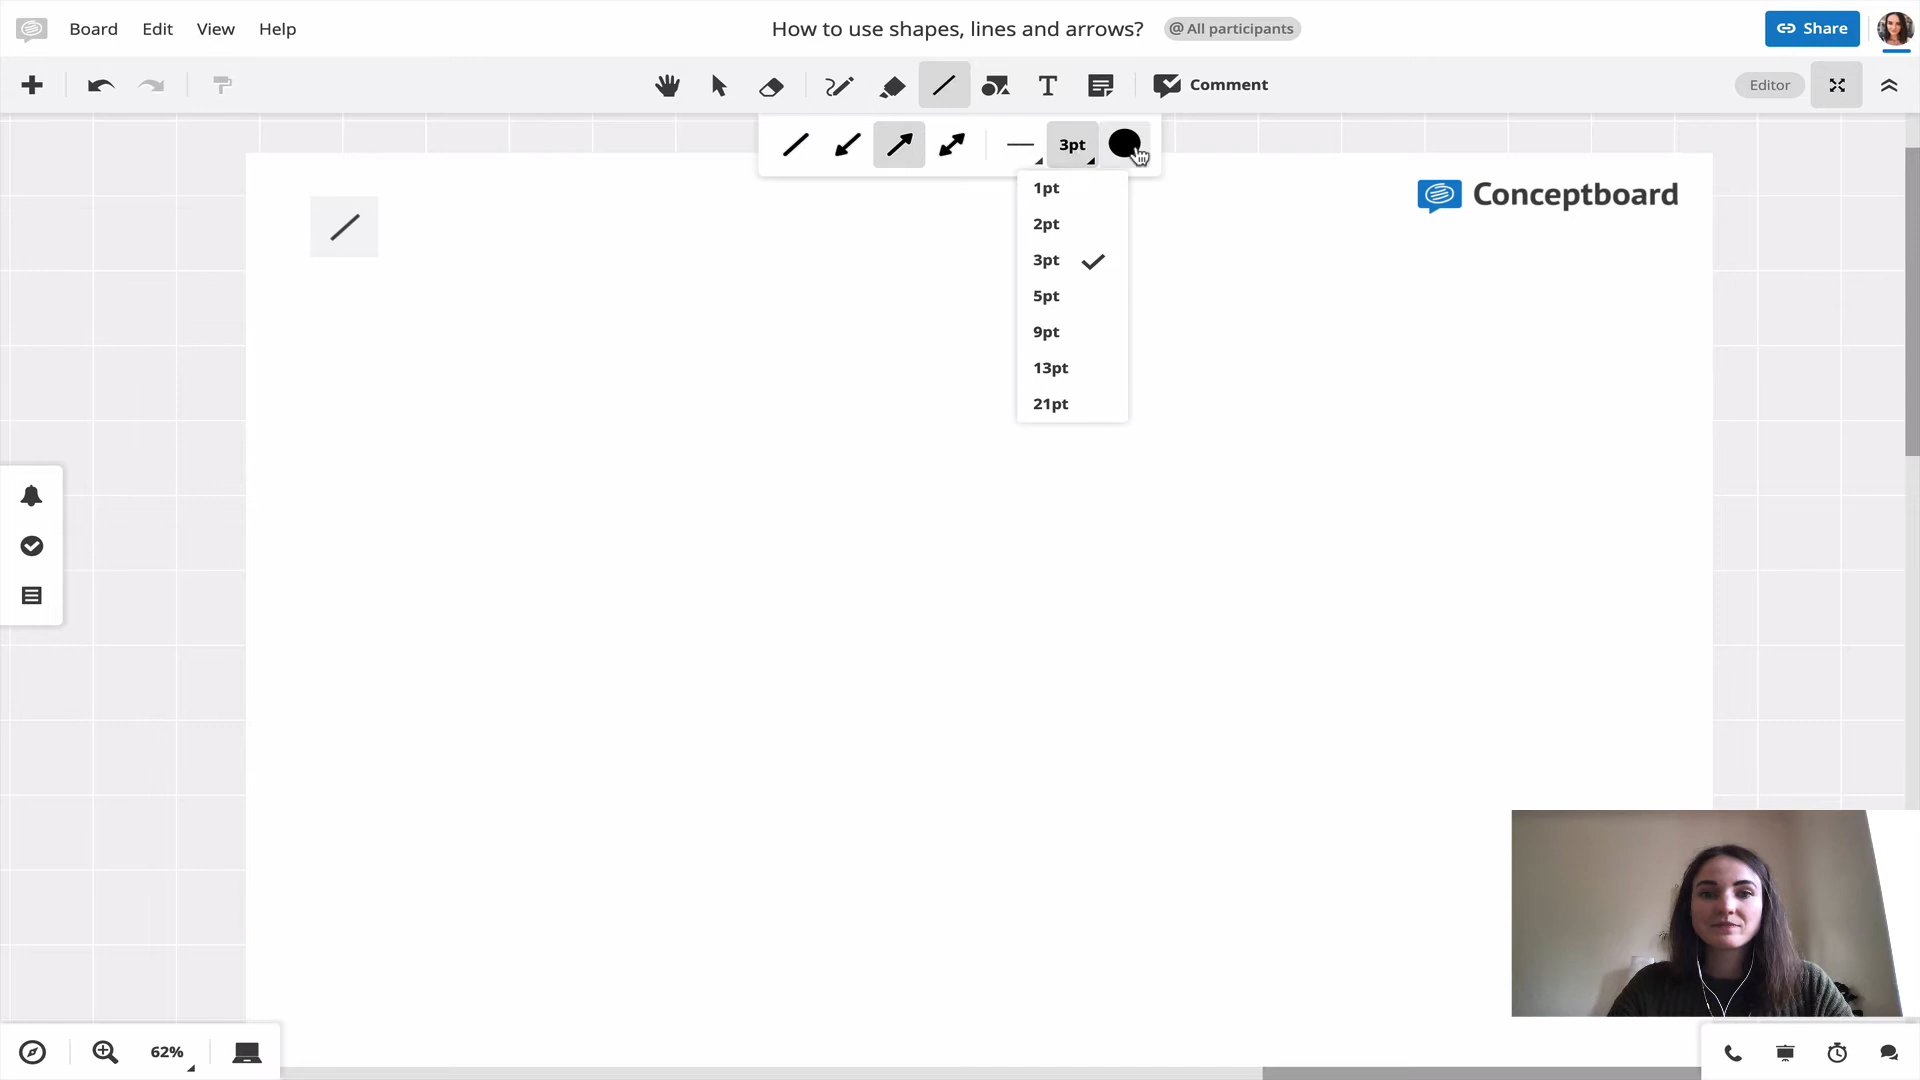 Board Edit View Help How to use shapes, lines and arrows? @ All participants Share
Comment Editor
3pt
1pt
2pt
3pt
5pt
9pt
13pt
21pt
Conceptboard
62%